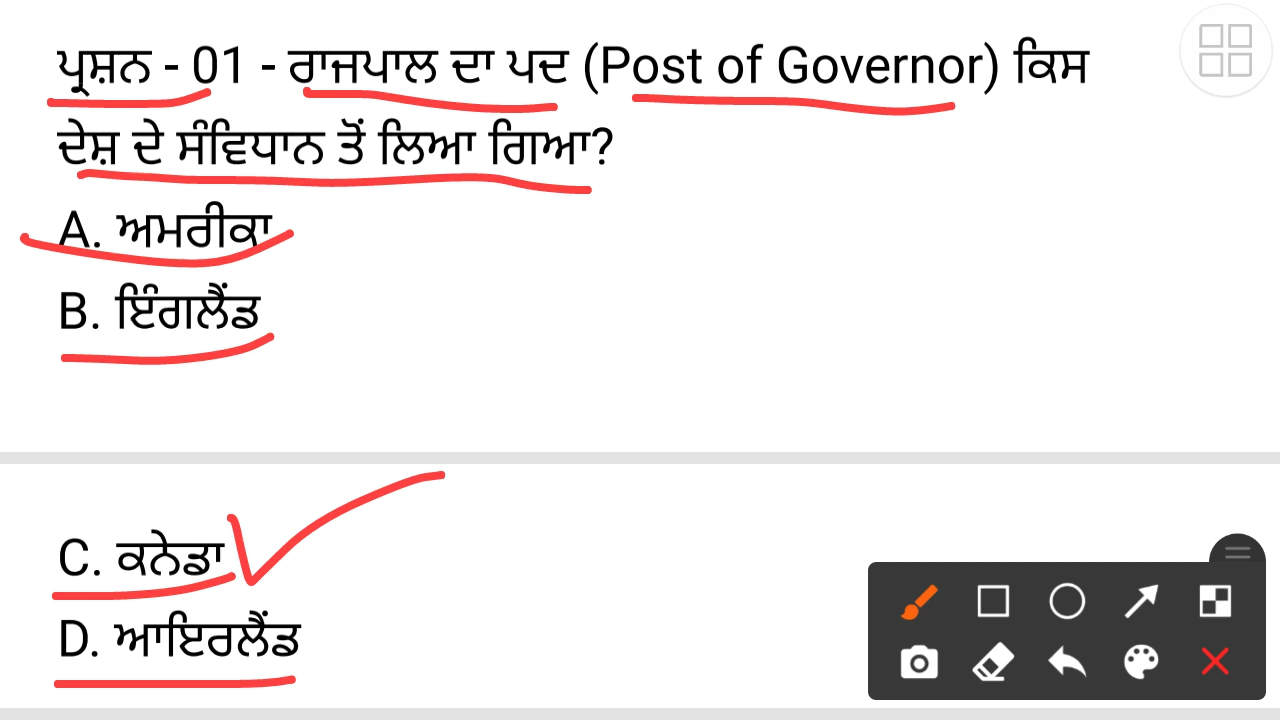 ਪ੍ਰਸ਼ਨ - 01 - ਰਾਜਪਾਲ ਦਾ ਪਦ (Post of Governor) ਕਿਸ
ਦੇਸ਼ ਦੇ ਸੰਵਿਧਾਨ ਤੋਂ ਲਿਆ ਗਿਆ?
A. ਅਮਰੀਕਾ
B. ਇੰਗਲੈਂਡ
C. ਕਨੇਡਾ
D. ਆਇਰਲੈਂਡ